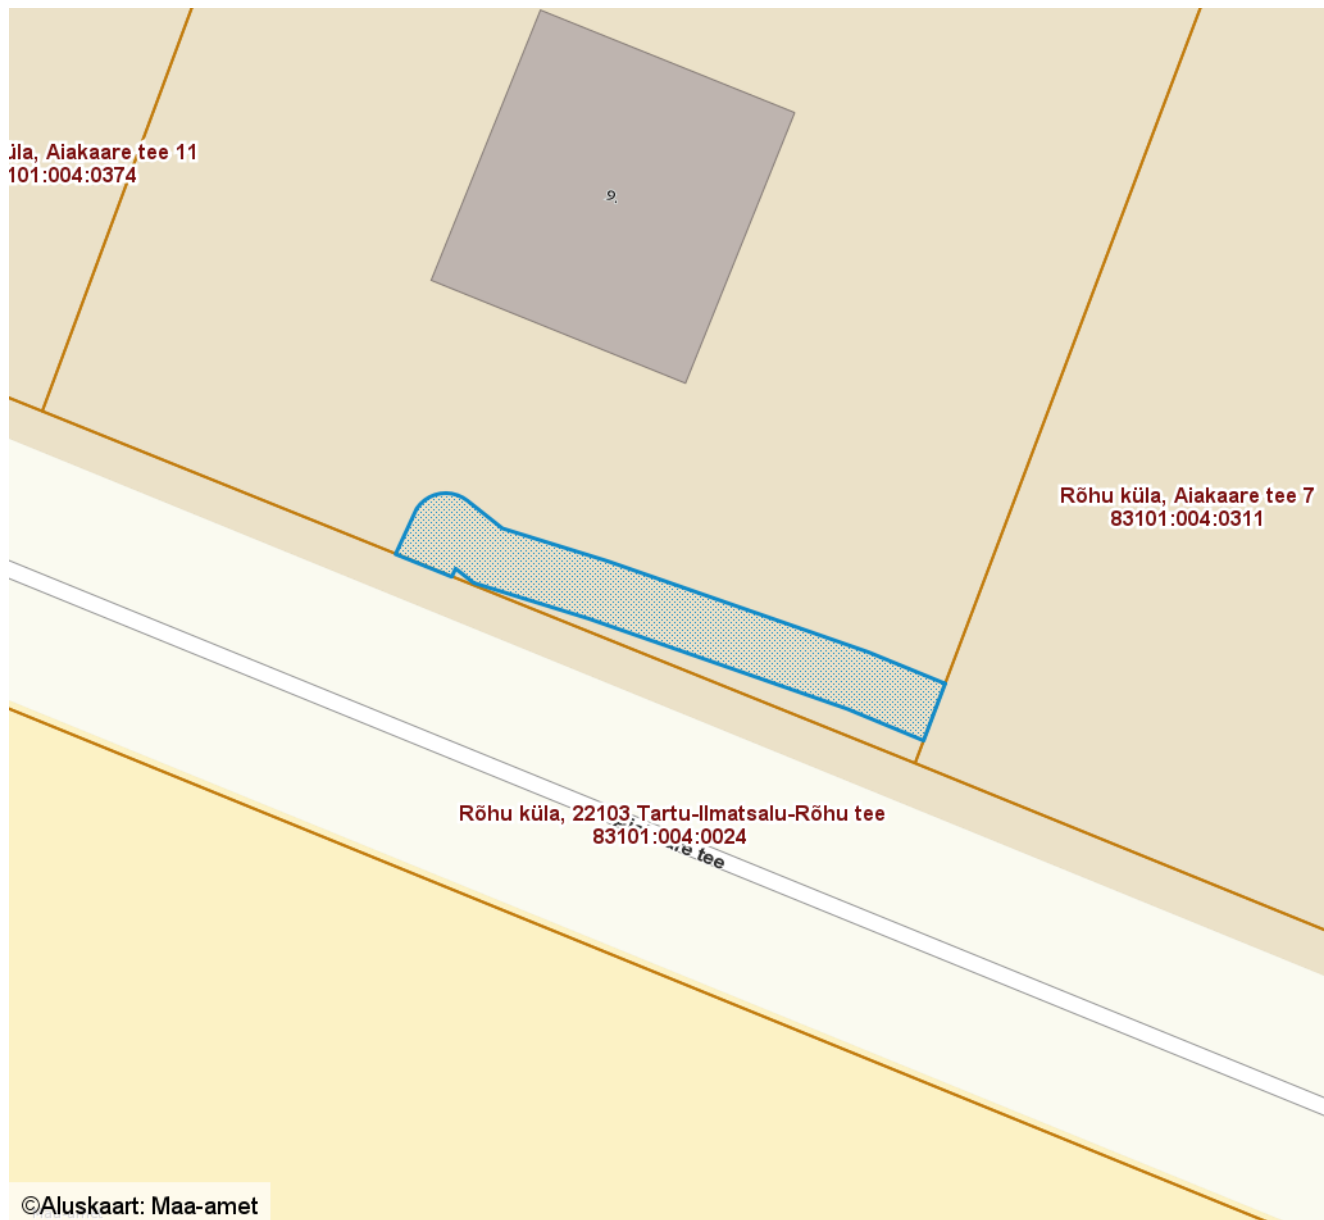 üla, Aiakaare tee 11
101:004:0374
9.
Rõhu küla, Aiakaare tee 7
83101:004:0311
Rõhu küla, 22103 Tartu-Ilmatsalu-Rõhu tee
83101:004:0024
tee
©Aluskaart: Maa-amet